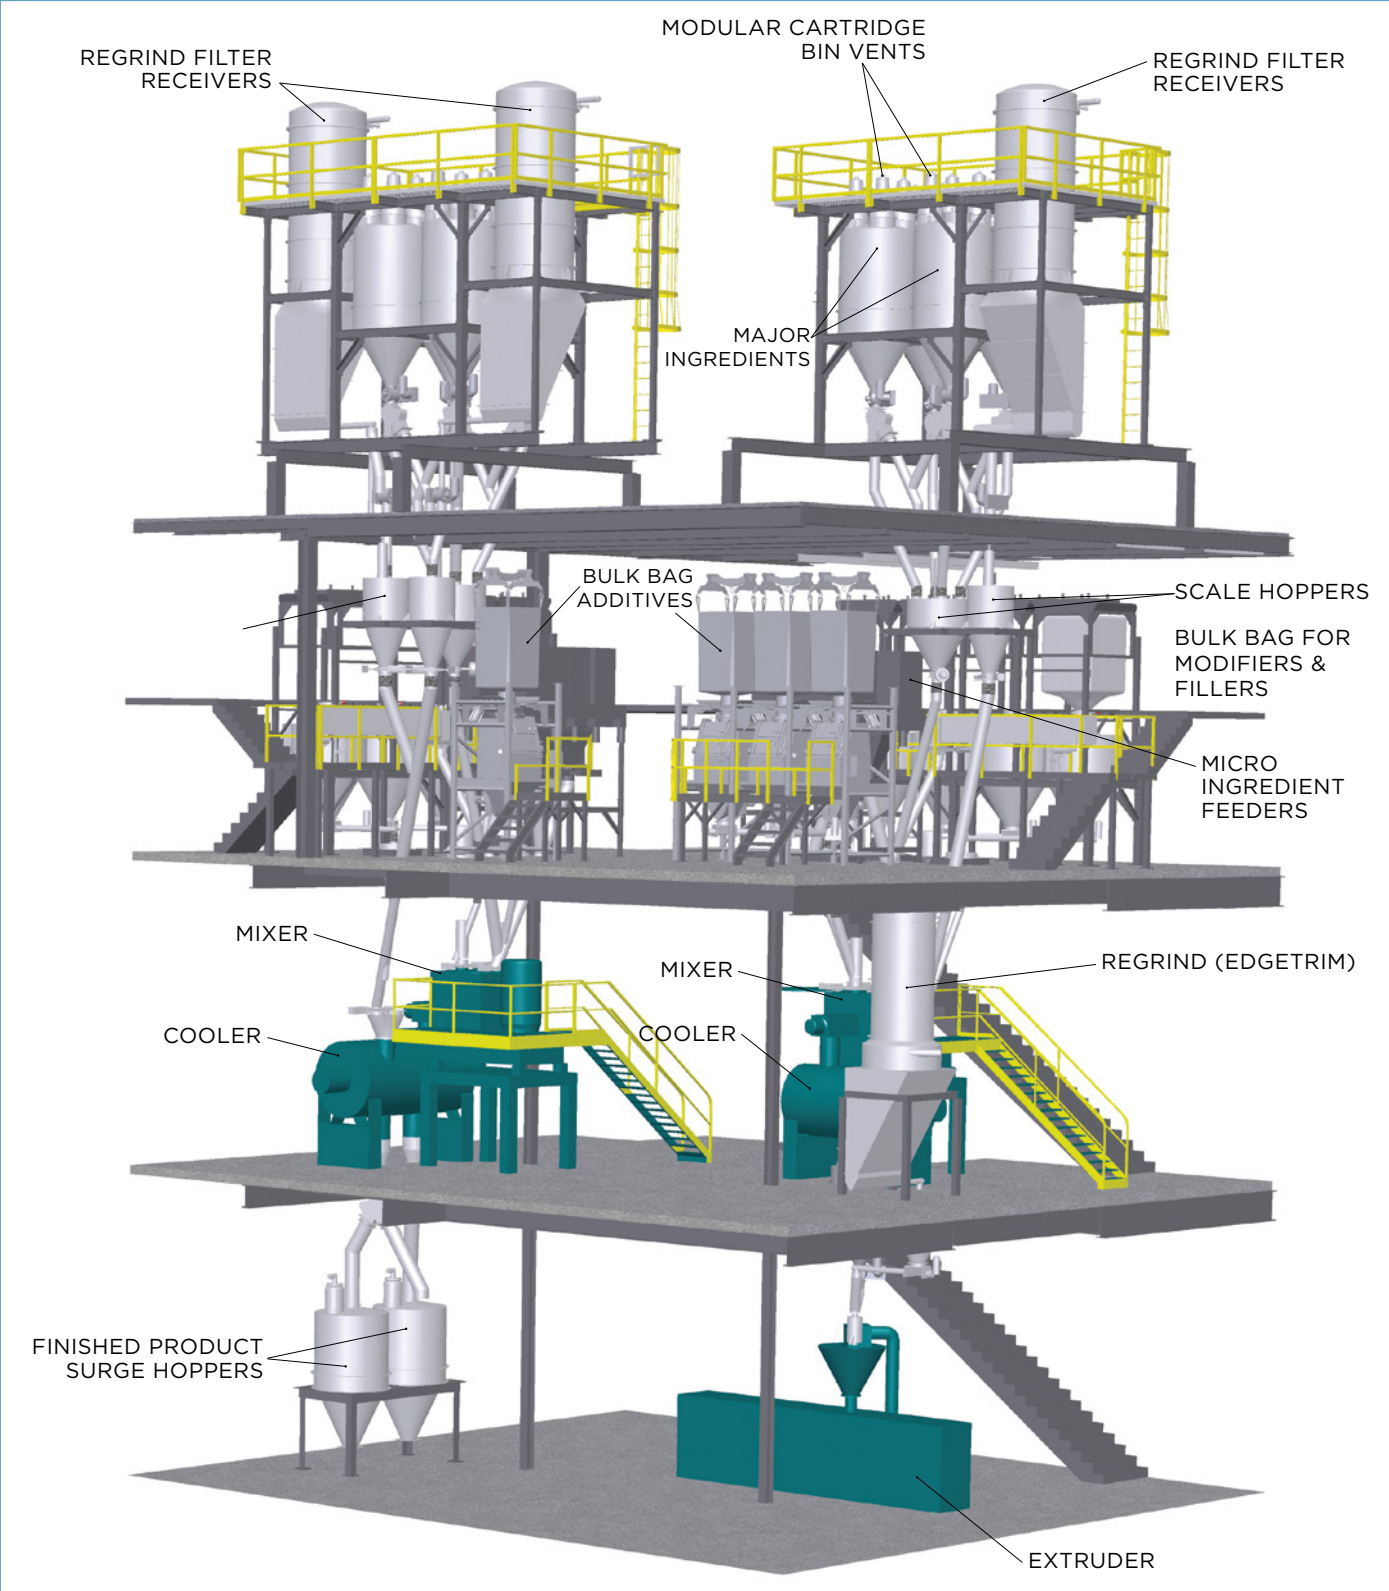 REGRIND FILTER
RECEIVERS
MODULAR CARTRIDGE
BIN VENTS
REGRIND FILTER
RECEIVERS
MAJOR
INGREDIENTS
BULK BAG
ADDITIVES
SCALE HOPPERS
BULK BAG FOR
MODIFIERS &
FILLERS
MICRO
INGREDIENT
FEEDERS
MIXER
MIXER
REGRIND (EDGETRIM)
COOLER
COOLER
FINISHED PRODUCT
SURGE HOPPERS
EXTRUDER